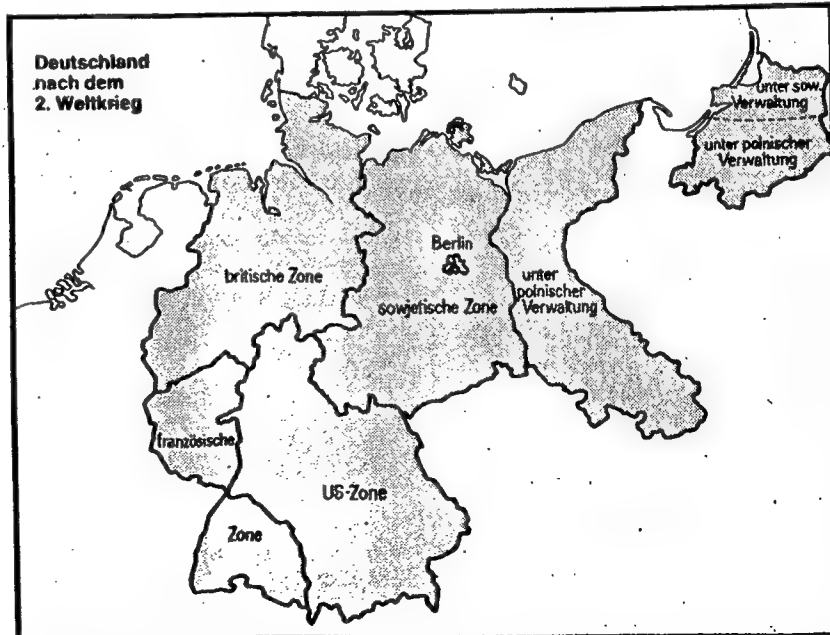 Deutschland
nach dem
2. Weltkrieg
unter sow.
Verwaltung
unter polnischer
Verwaltung
Berlin
britische Zone
unter
polnischer
Verwaltung
sowjetische Zone
französische
US-Zone
Zone